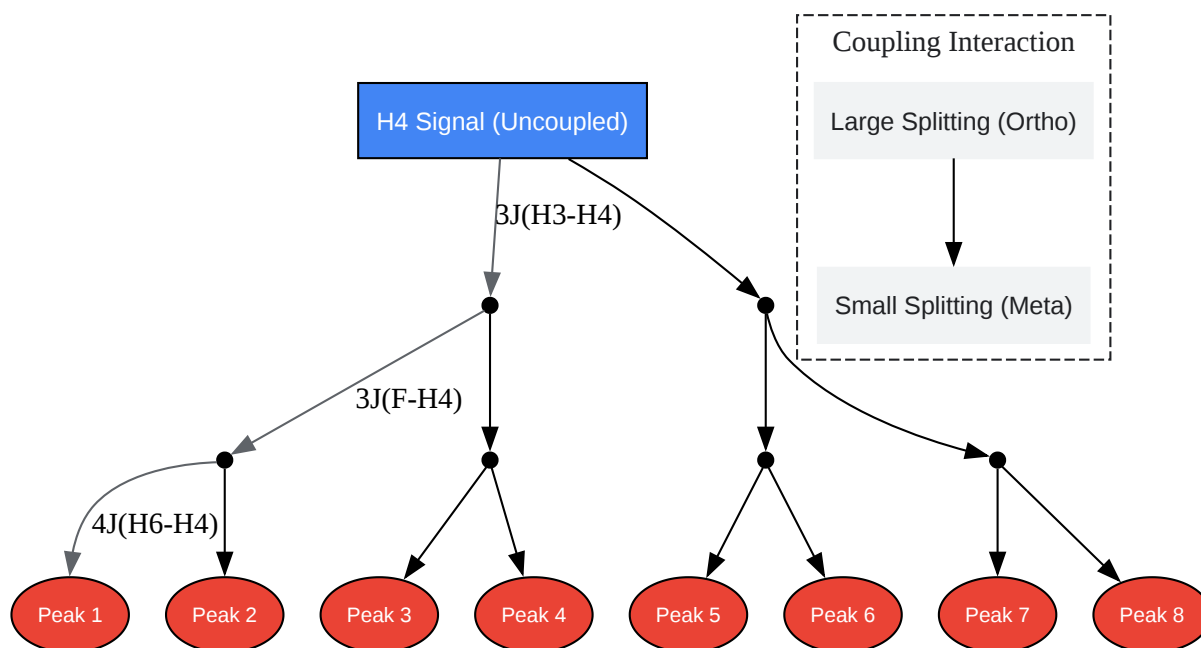 Coupling Interaction
H4 Signal (Uncoupled)
Large Splitting (Ortho)
3J(H3-H4)
Small Splitting (Meta)
3J(F-H4)
4J(H6-H4)
Peak 1
Peak 2
Peak 3
Peak 4
Peak 5
Peak 6
Peak 7
Peak 8